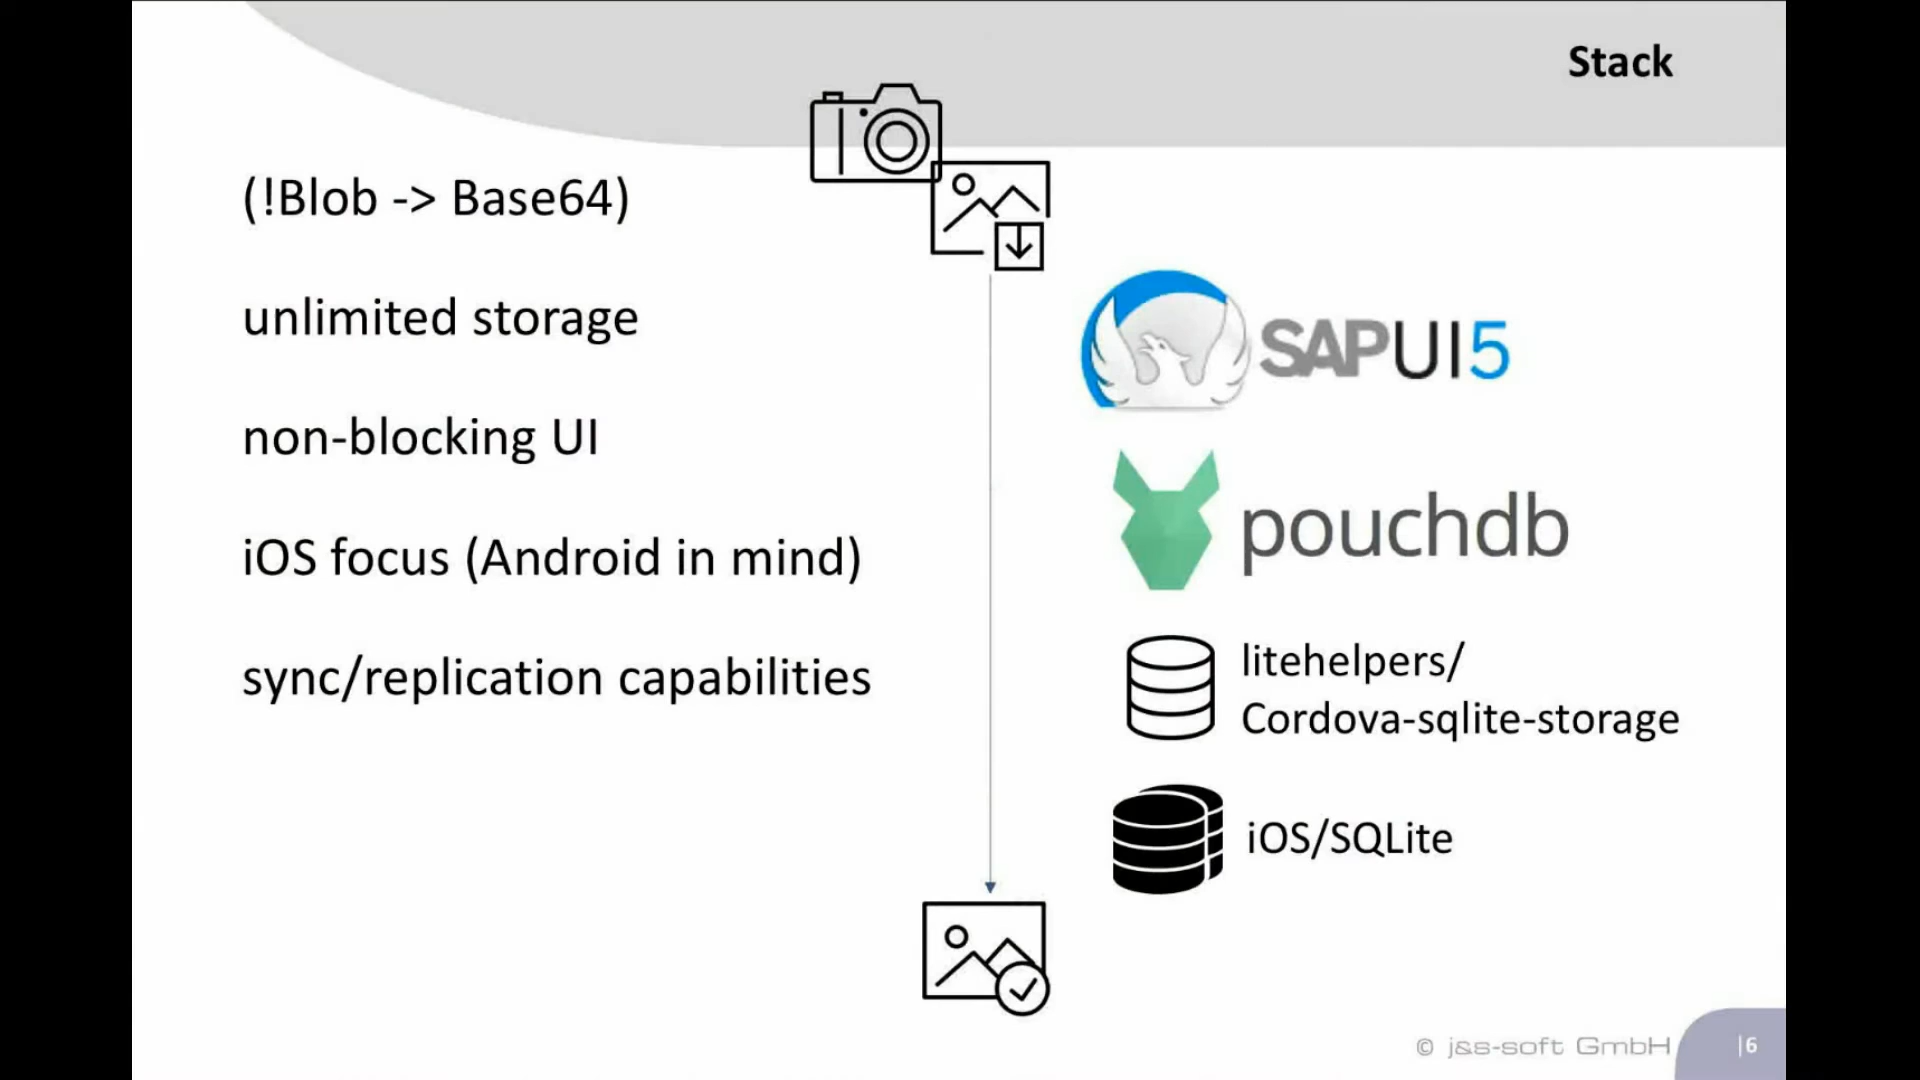 Stack
(!Blob -> Base64)
unlimited storage
non-blocking UI
iOS focus (Android in mind)
sync/replication capabilities
SAPUI5
pouchdb
litehelpers/
Cordova-sqlite-storage
iOS/SQLite
© j&s-soft GmbH
|6